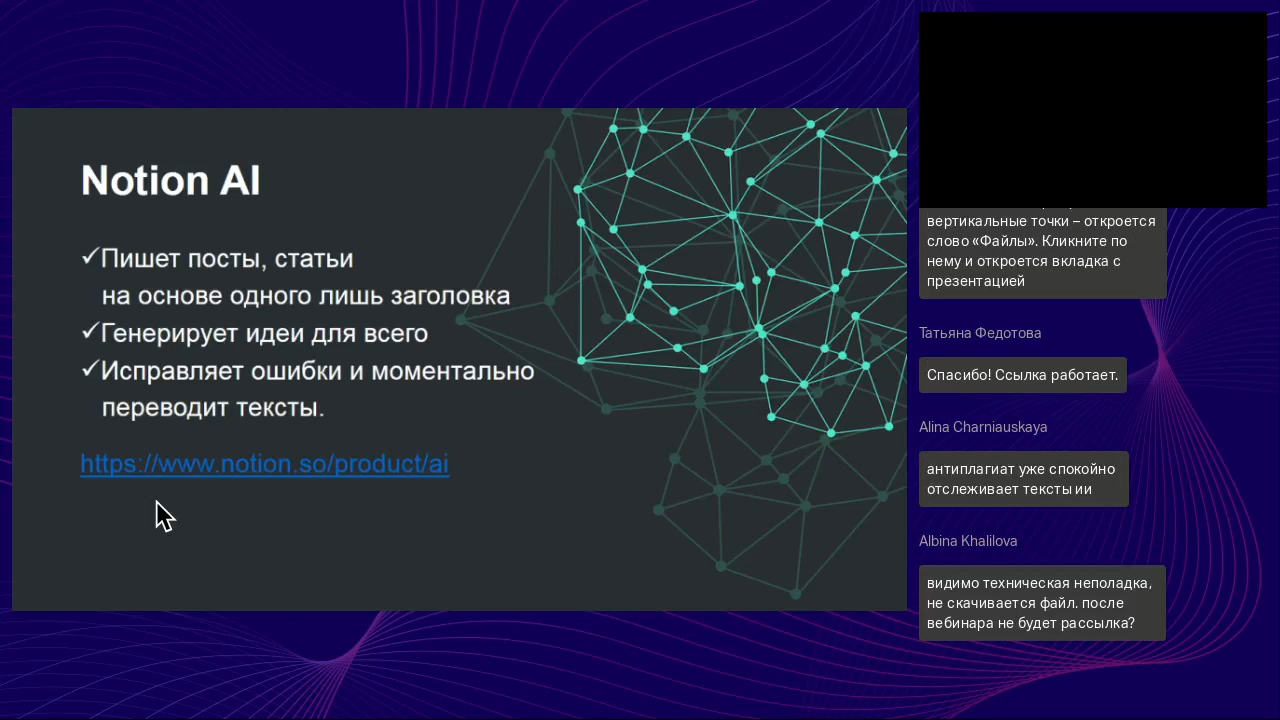 Notion AI
✓Пишет посты, статьи
на основе одного лишь заголовка
✓Генерирует идеи для всего
✓Исправляет ошибки и моментально
переводит тексты.
https://www.notion.so/product/ai
вертикальные точки – откроется
слово «Файлы». Кликните по
нему и откроется вкладка с
презентацией
Татьяна Федотова
Спасибо! Ссылка работает.
Alina Charniauskaya
антиплагиат уже спокойно
отслеживает тексты ии
Albina Khalilova
видимо техническая неполадка,
не скачивается файл. после
вебинара не будет рассылка?